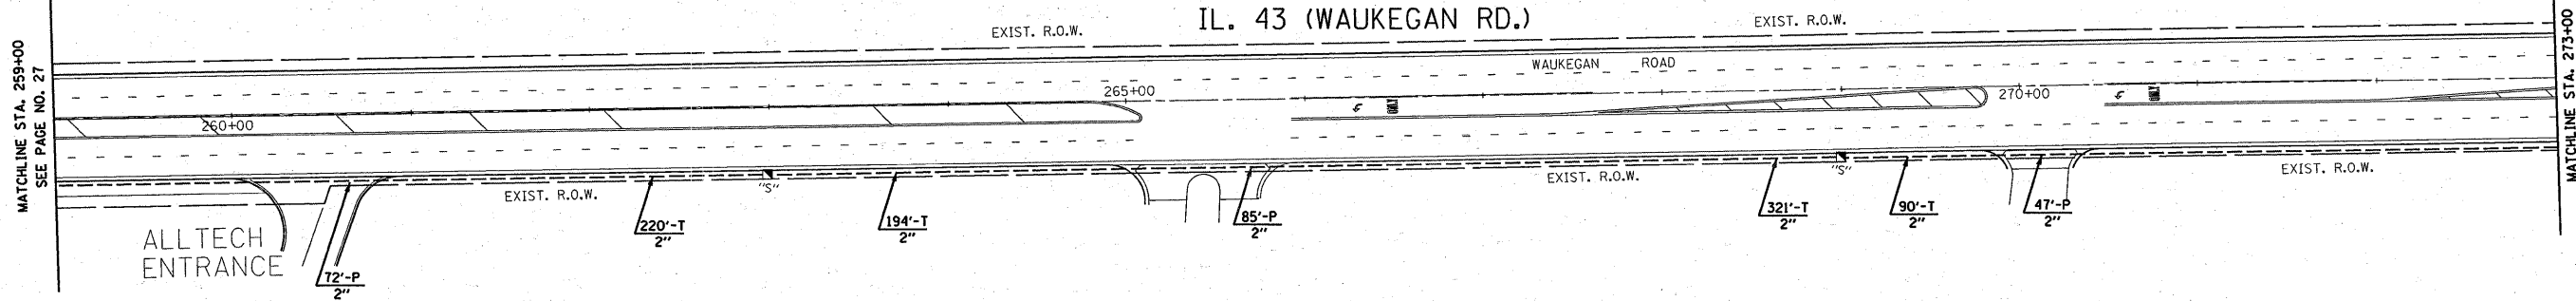 IL. 43 (WAUKEGAN RD.)
EXIST. R.O.W.
EXIST. R.O.W.
MATCHLINE STA. 259+00
SEE PAGE NO. 27
WAUKEGAN ROAD
260+00
265+00
ONLY
270+00
ONLY
MATCHLINE STA. 273+00
EXIST. R.O.W.
"S"
EXIST. R.O.W.
"S"
EXIST. R.O.W.
ALLTECH
ENTRANCE
72'-P
2"
220'-T
2"
194'-T
2"
85'-P
2"
321'-T
2"
90'-T
2"
47'-P
2"